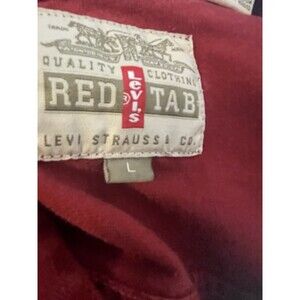 QUALITY CLOTHING
RED Levi's ® TAB
LEVI STRAUSS & CO.
L